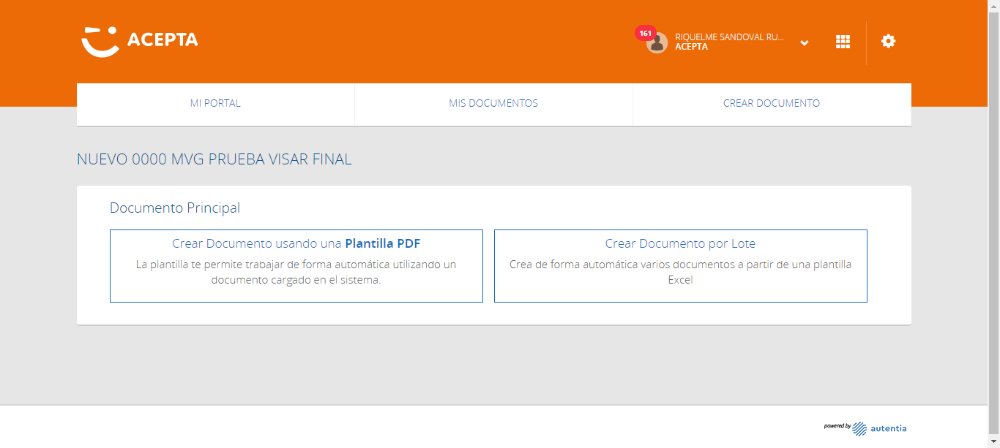 ACEPTA
161
RIQUELME SANDOVAL RU...
ACEPTA
MI PORTAL
MIS DOCUMENTOS
CREAR DOCUMENTO
NUEVO 0000 MVG PRUEBA VISAR FINAL
Documento Principal
Crear Documento usando una Plantilla PDF
La plantilla te permite trabajar de forma automática utilizando un
documento cargado en el sistema.
Crear Documento por Lote
Crea de forma automática varios documentos a partir de una plantilla
Excel
powered by autentia